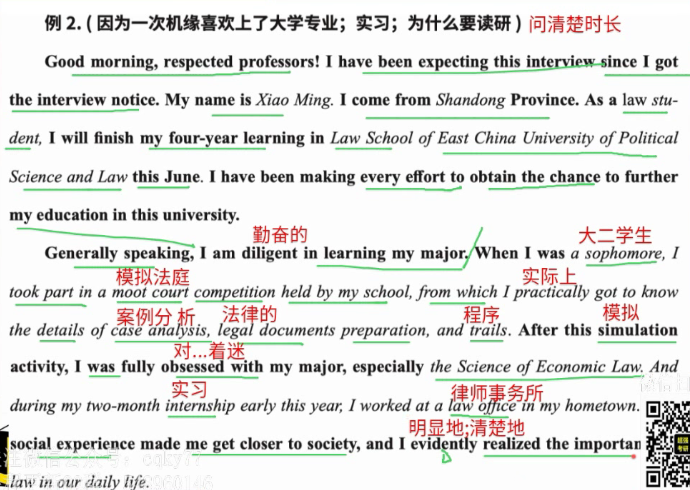 例 2.（因为一次机缘喜欢上了大学专业；实习；为什么要读研）问清楚时长
Good morning, respected professors! I have been expecting this interview since I got
the interview notice. My name is Xiao Ming. I come from Shandong Province. As a law stu-
dent, I will finish my four-year learning in Law School of East China University of Political
Science and Law this June. I have been making every effort to obtain the chance to further
my education in this university.
勤奋的 大二学生
Generally speaking, I am diligent in learning my major. When I was a sophomore, I
模拟法庭 实际上
took part in a moot court competition held by my school, from which I practically got to know
案例分析 法律的 程序 模拟
the details of case analysis, legal documents preparation, and trails. After this simulation
对...着迷
activity, I was fully obsessed with my major, especially the Science of Economic Law. And
实习 律师事务所
during my two-month internship early this year, I worked at a law office in my hometown.
明显地;清楚地
social experience made me get closer to society, and I evidently realized the importan
law in our daily life.